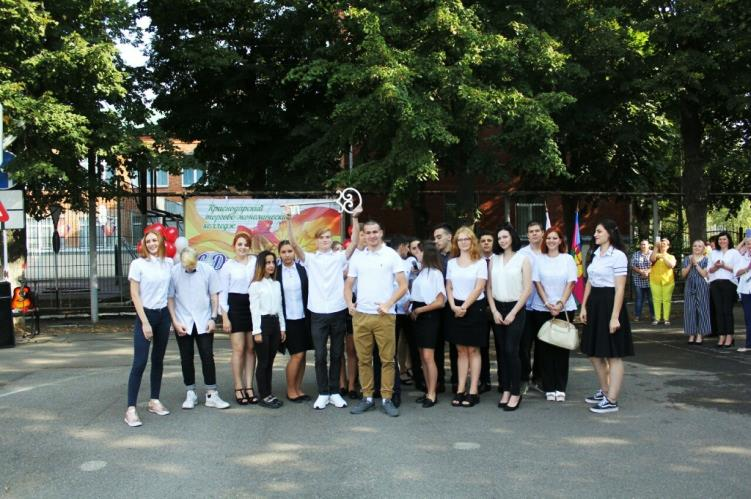 Краснодарский
торгово-экономический
колледж
С Д